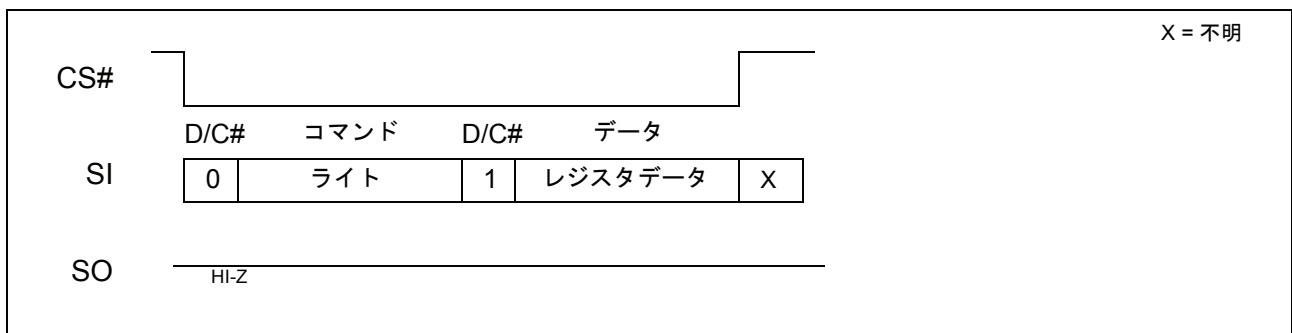 X = 不明
CS#
D/C# コマンド D/C# データ
SI 0 ライト 1 レジスタデータ X
SO HI-Z